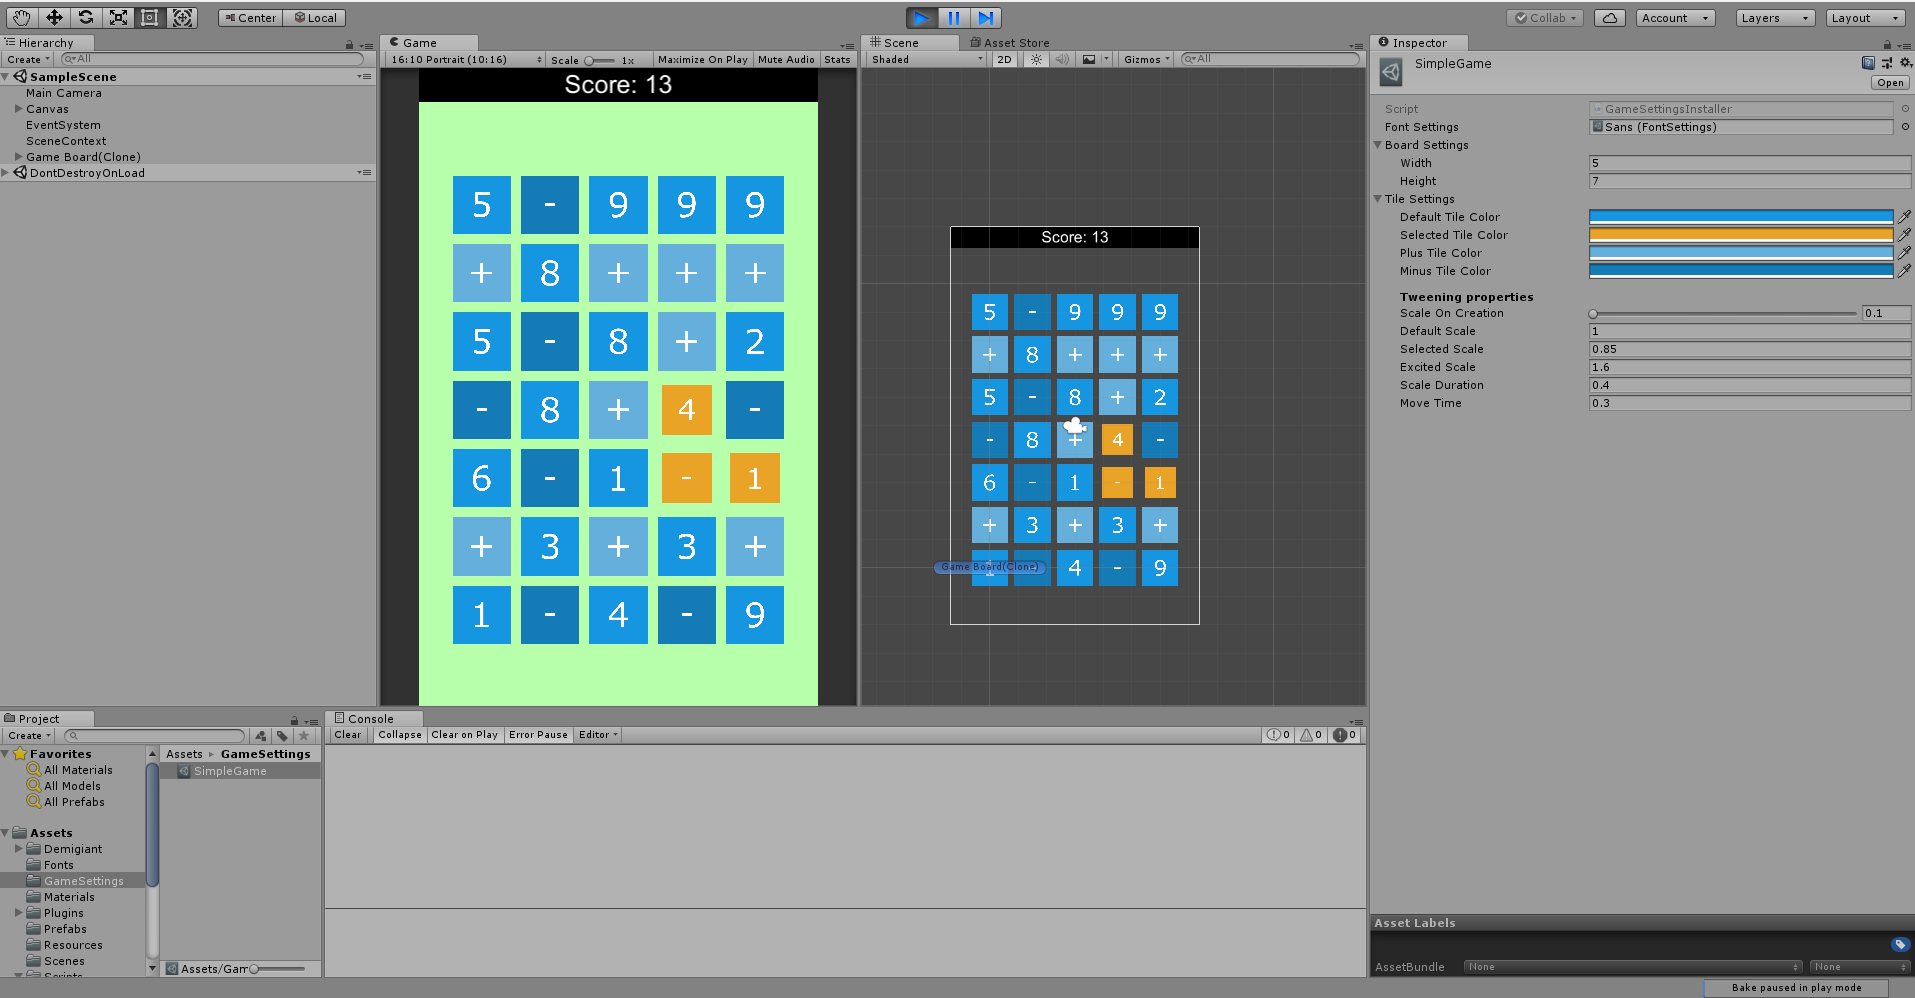 Center Local
Collab Account Layers Layout
Hierarchy
Create All
SampleScene
Main Camera
Canvas
EventSystem
SceneContext
Game Board(Clone)
DontDestroyOnLoad
Game
16:10 Portrait (10:16) Scale 1x Maximize On Play Mute Audio Stats
Score: 13
5 - 9 9 9
+ 8 + + +
5 - 8 + 2
- 8 + 4 -
6 - 1 - 1
+ 3 + 3 +
1 - 4 - 9
Scene Asset Store
Shaded 2D Gizmos All
Score: 13
5 - 9 9 9
+ 8 + + +
5 - 8 + 2
- 8 + 4 -
6 - 1 - 1
+ 3 + 3 +
Game Board(Clone) 4 - 9
Inspector
SimpleGame
Open
Script GameSettingsInstaller
Font Settings Sans (FontSettings)
Board Settings
Width 5
Height 7
Tile Settings
Default Tile Color
Selected Tile Color
Plus Tile Color
Minus Tile Color
Tweening properties
Scale On Creation 0.1
Default Scale 1
Selected Scale 0.85
Excited Scale 1.6
Scale Duration 0.4
Move Time 0.3
Project
Create
Favorites
All Materials
All Models
All Prefabs
Assets
Demigiant
Fonts
GameSettings
Materials
Plugins
Prefabs
Resources
Scenes
Scripts
Assets GameSettings
SimpleGame
Assets/Gam
Console
Clear Collapse Clear on Play Error Pause Editor 0 0 0
Asset Labels
AssetBundle None None
Bake paused in play mode